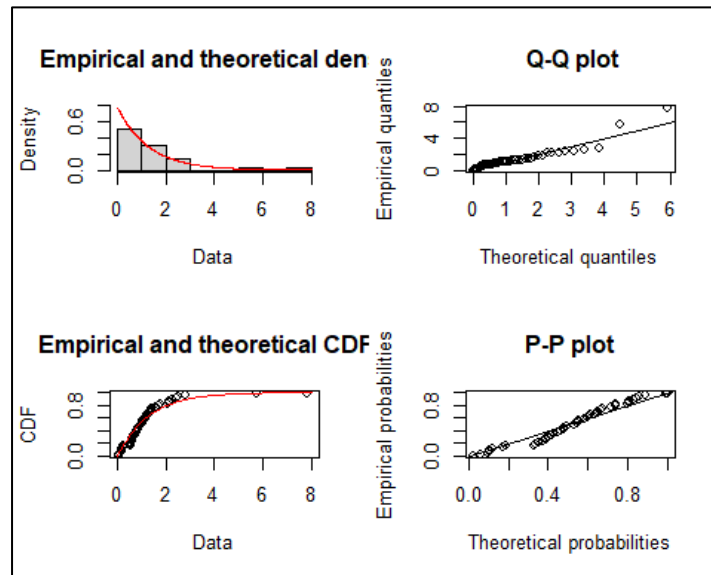 Empirical and theoretical den
Density
0.0 0.6
0 2 4 6 8
Data
Q-Q plot
Empirical quantiles
0 4 8
0 1 2 3 4 5 6
Theoretical quantiles
Empirical and theoretical CDF
CDF
0.0 0.8
0 2 4 6 8
Data
P-P plot
Empirical probabilities
0.0 0.8
0.0 0.4 0.8
Theoretical probabilities